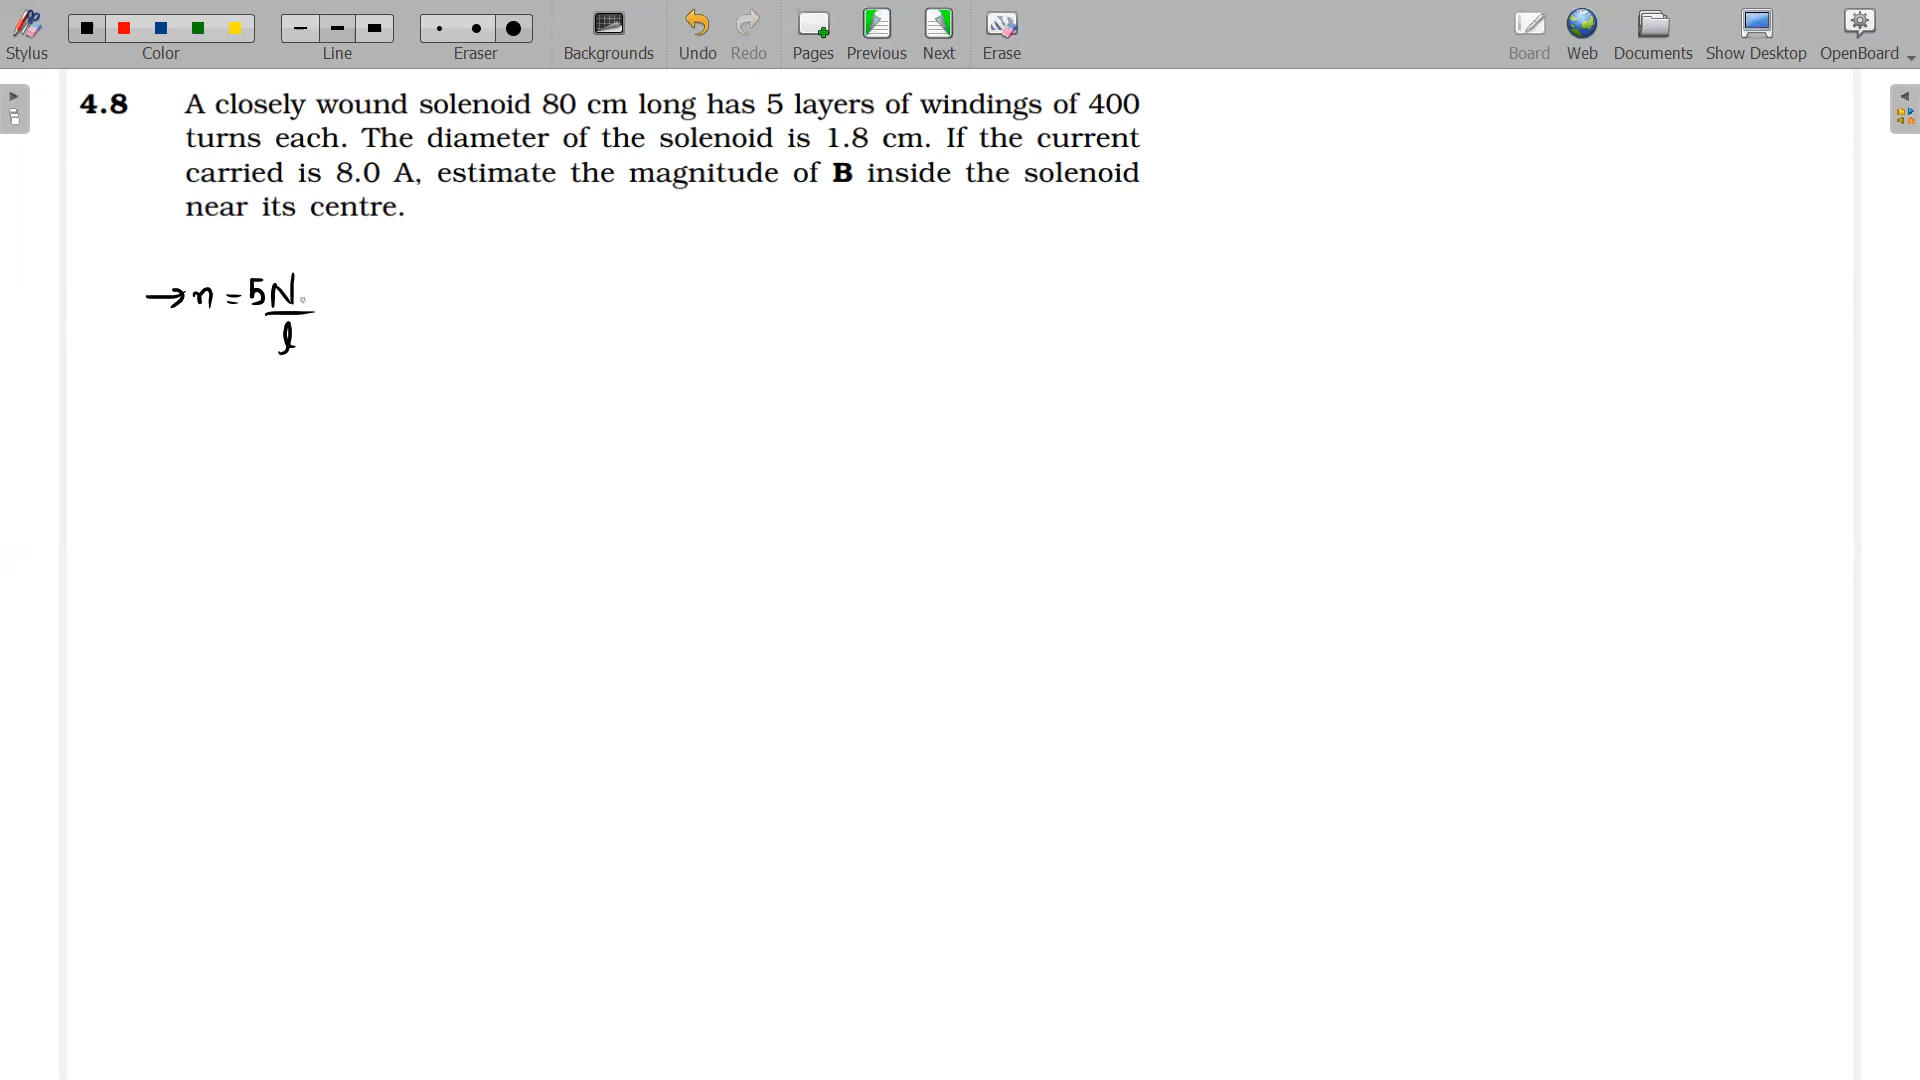 Stylus Color Line Eraser Backgrounds Undo Redo Pages Previous Next Erase Board Web Documents Show Desktop OpenBoard
4.8 A closely wound solenoid 80 cm long has 5 layers of windings of 400
turns each. The diameter of the solenoid is 1.8 cm. If the current
carried is 8.0 A, estimate the magnitude of B inside the solenoid
near its centre.
→ n = 5N
l